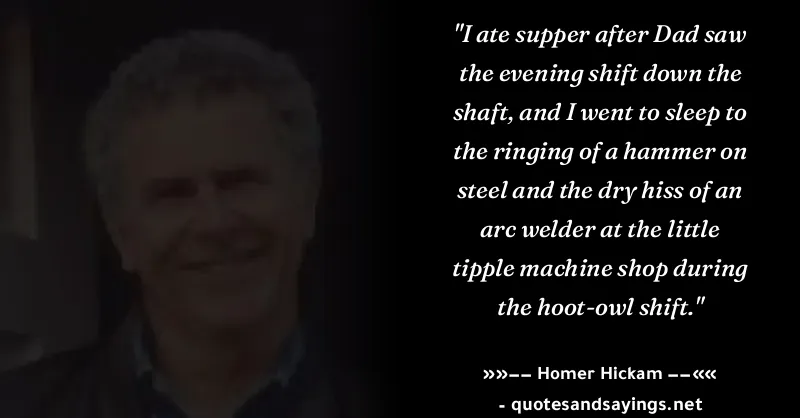 "I ate supper after Dad saw
the evening shift down the
shaft, and I went to sleep to
the ringing of a hammer on
steel and the dry hiss of an
arc welder at the little
tipple machine shop during
the hoot-owl shift."
»»−− Homer Hickam −−««
- quotesandsayings.net